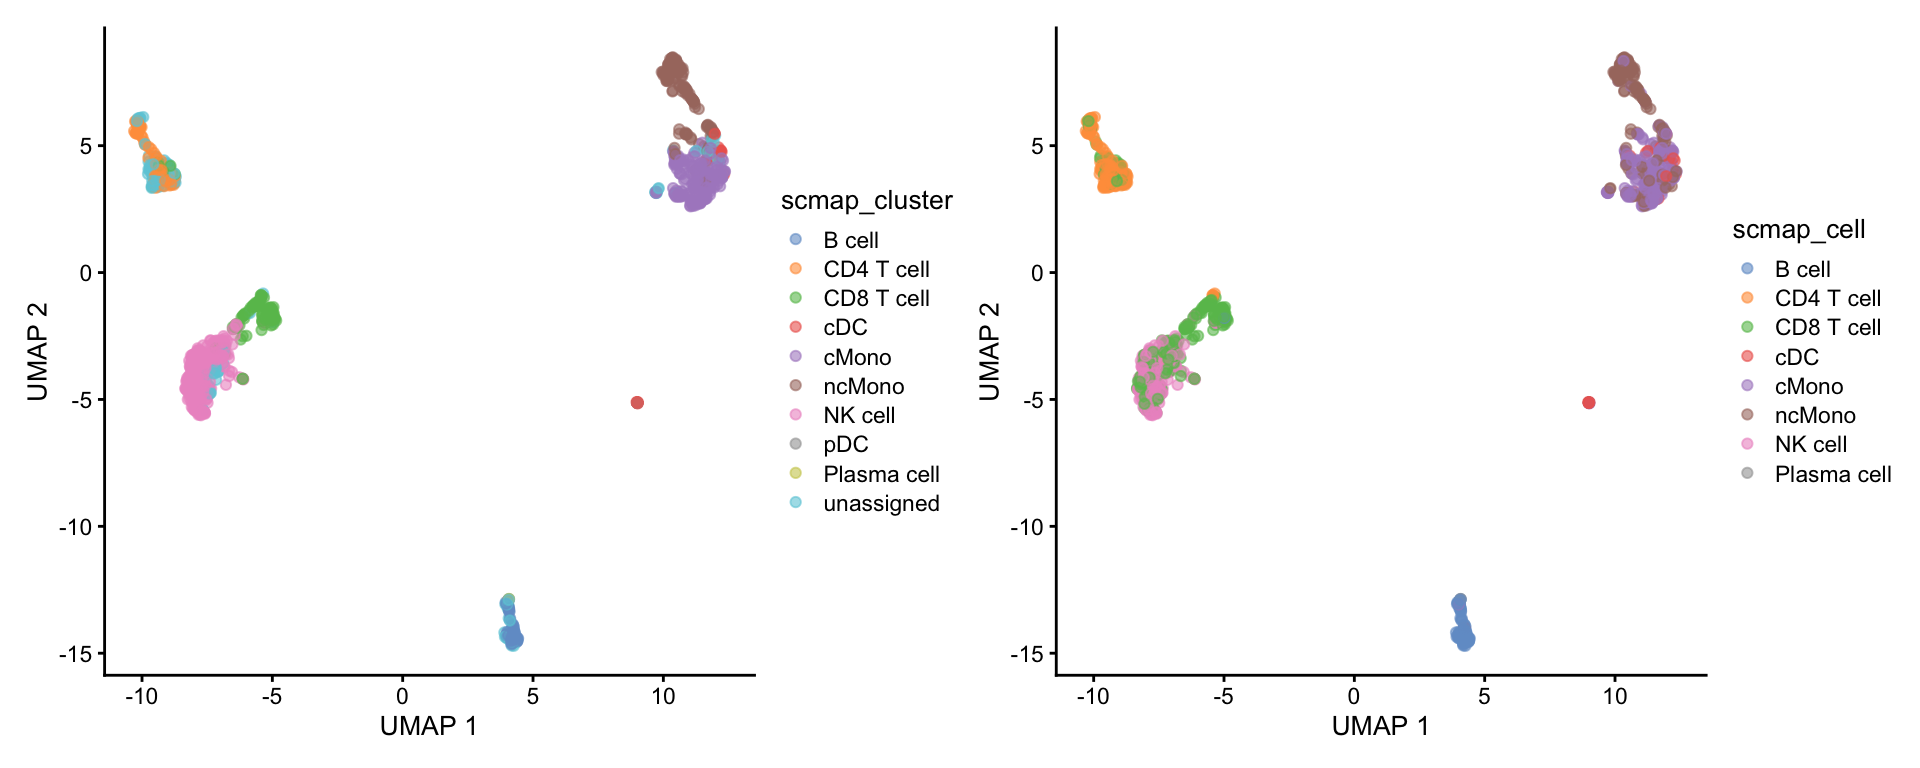 5
0
-5
-10
-15
UMAP 2
-10
-5
0
5
10
UMAP 1
scmap_cluster
B cell
CD4 T cell
CD8 T cell
cDC
cMono
ncMono
NK cell
pDC
Plasma cell
unassigned
5
0
-5
-10
-15
UMAP 2
-10
-5
0
5
10
UMAP 1
scmap_cell
B cell
CD4 T cell
CD8 T cell
cDC
cMono
ncMono
NK cell
Plasma cell